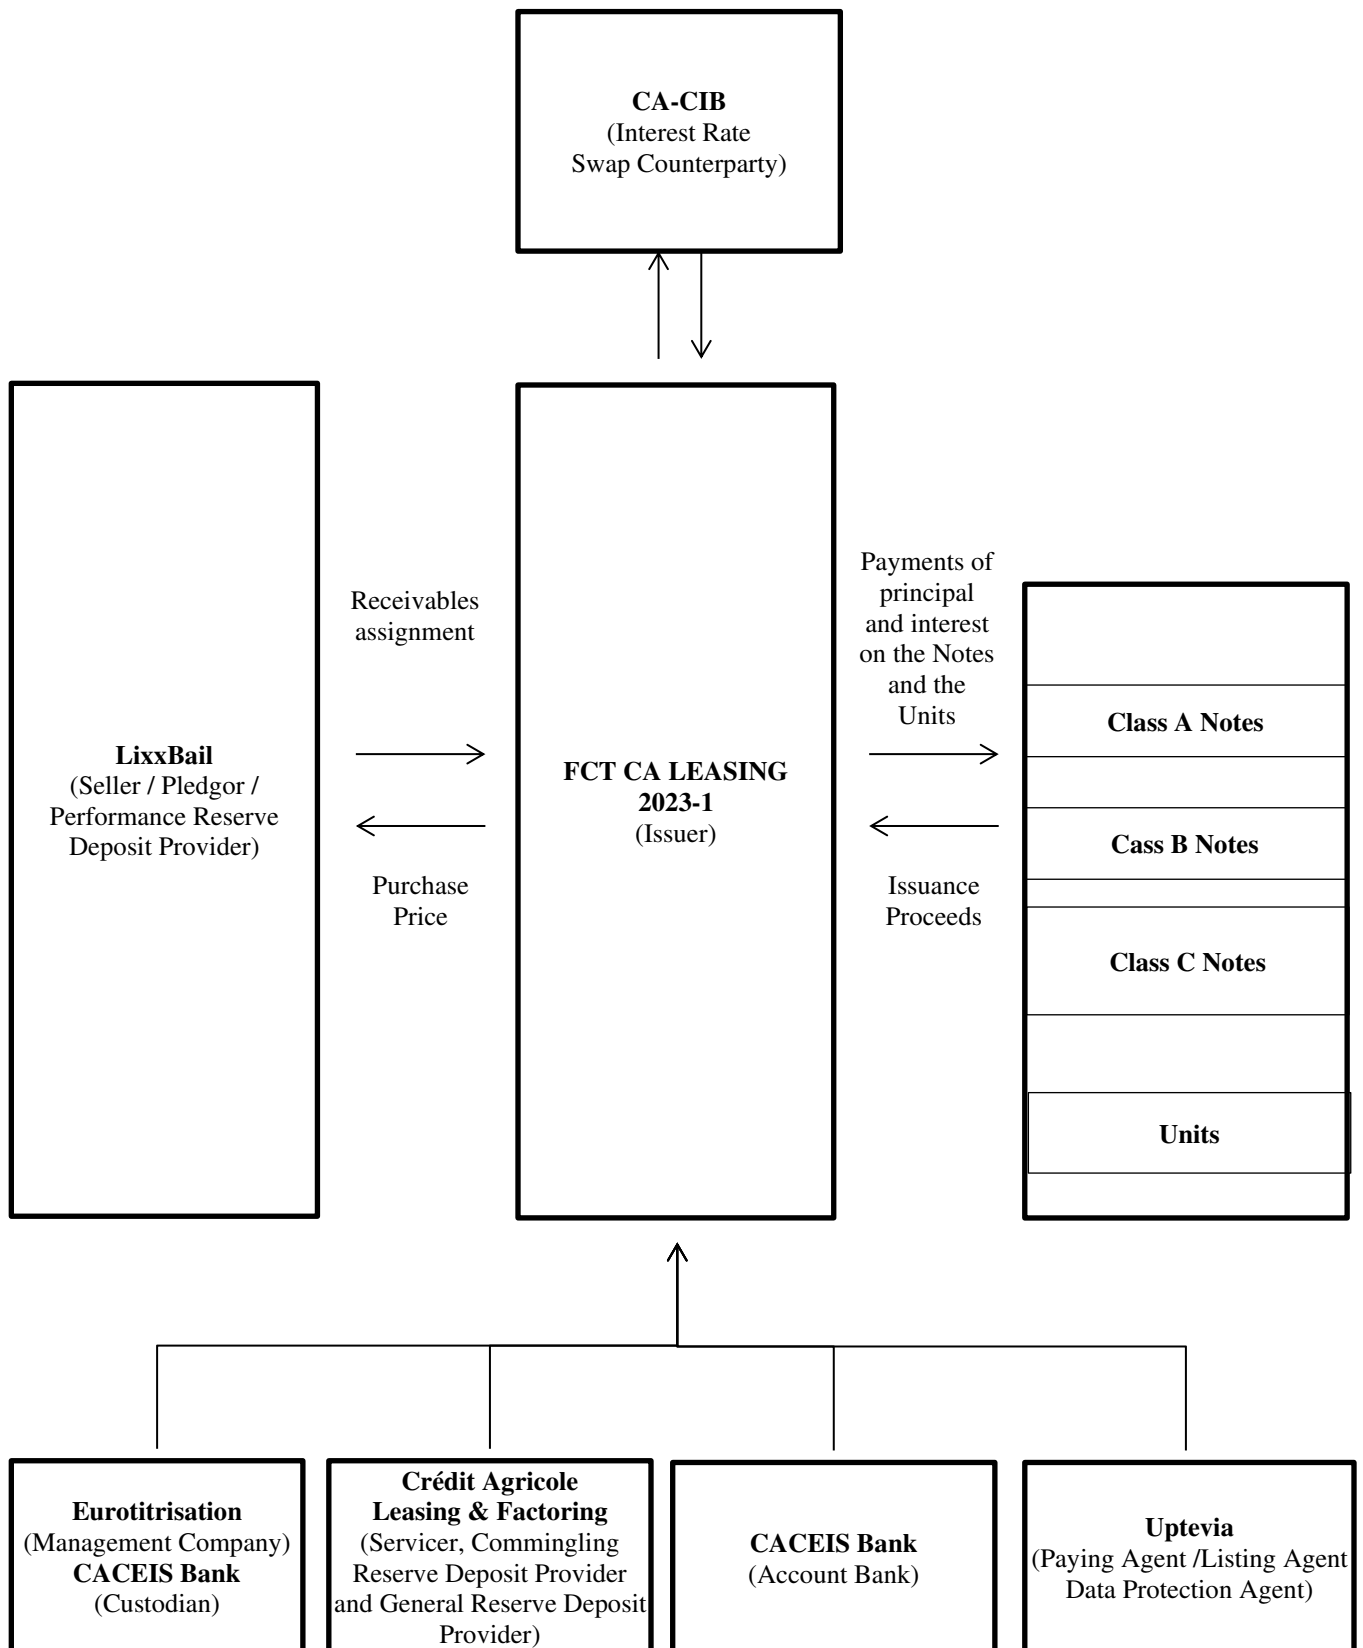 CA-CIB
(Interest Rate
Swap Counterparty)
LixxBail
(Seller / Pledgor /
Performance Reserve
Deposit Provider)
Receivables
assignment
Purchase
Price
FCT CA LEASING
2023-1
(Issuer)
Payments of
principal
and interest
on the Notes
and the
Units
Issuance
Proceeds
Class A Notes
Cass B Notes
Class C Notes
Units
Eurotitrisation
(Management Company)
CACEIS Bank
(Custodian)
Crédit Agricole
Leasing & Factoring
(Servicer, Commingling
Reserve Deposit Provider
and General Reserve Deposit
Provider)
CACEIS Bank
(Account Bank)
Uptevia
(Paying Agent /Listing Agent
Data Protection Agent)